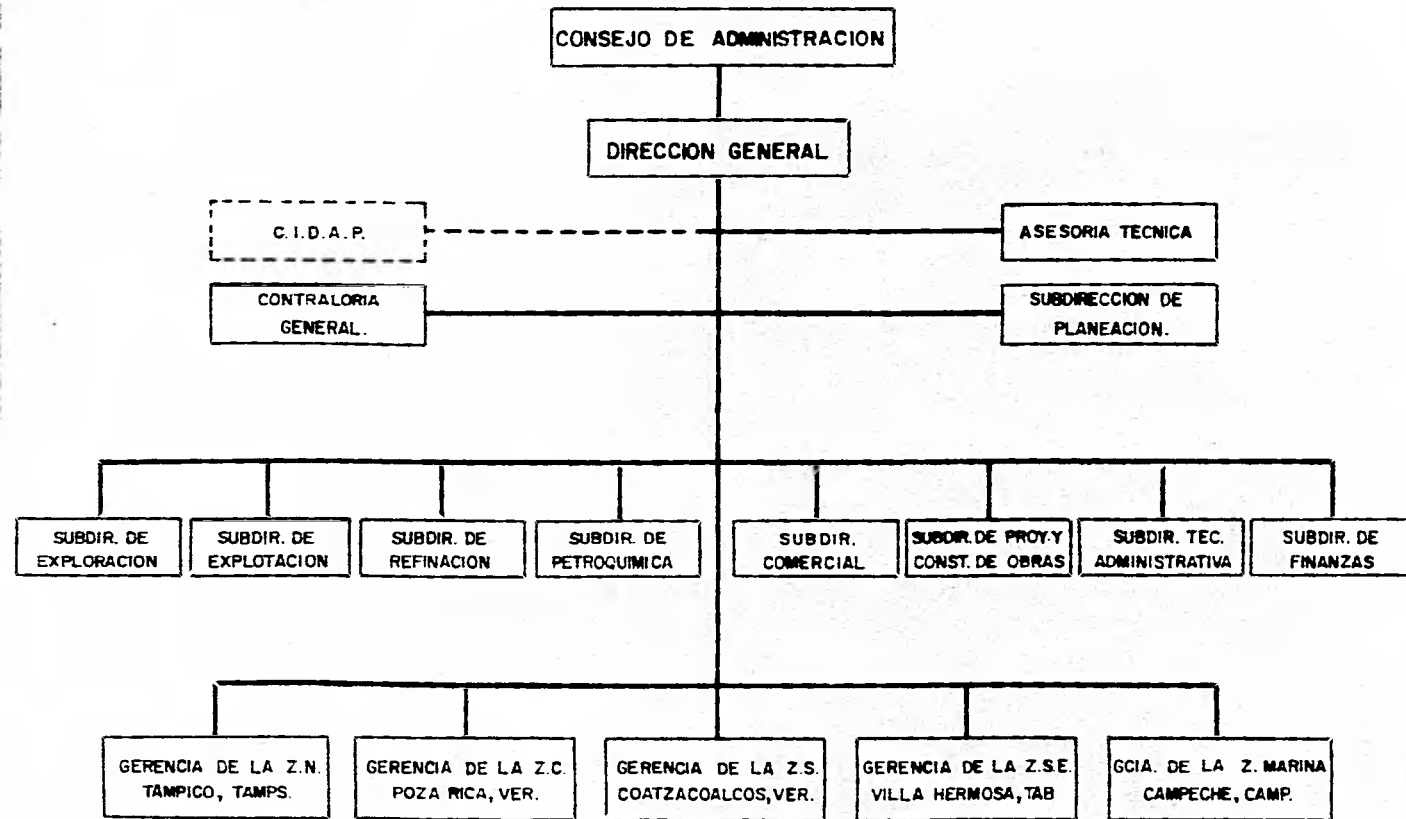 CONSEJO DE ADMINISTRACION
DIRECCION GENERAL
C.I.D.A.P.
ASESORIA TECNICA
CONTRALORIA
GENERAL.
SUBDIRECCION DE
PLANEACION.
SUBDIR. DE
EXPLORACION
SUBDIR. DE
EXPLOTACION
SUBDIR. DE
REFINACION
SUBDIR. DE
PETROQUIMICA
SUBDIR.
COMERCIAL
SUBDIR. DE PROY. Y
CONST. DE OBRAS
SUBDIR. TEC.
ADMINISTRATIVA
SUBDIR. DE
FINANZAS
GERENCIA DE LA Z.N.
TAMPICO, TAMPS.
GERENCIA DE LA Z.C.
POZA RICA, VER.
GERENCIA DE LA Z.S.
COATZACOALCOS, VER.
GERENCIA DE LA Z.S.E.
VILLA HERMOSA, TAB
GCIA. DE LA Z. MARINA
CAMPECHE, CAMP.